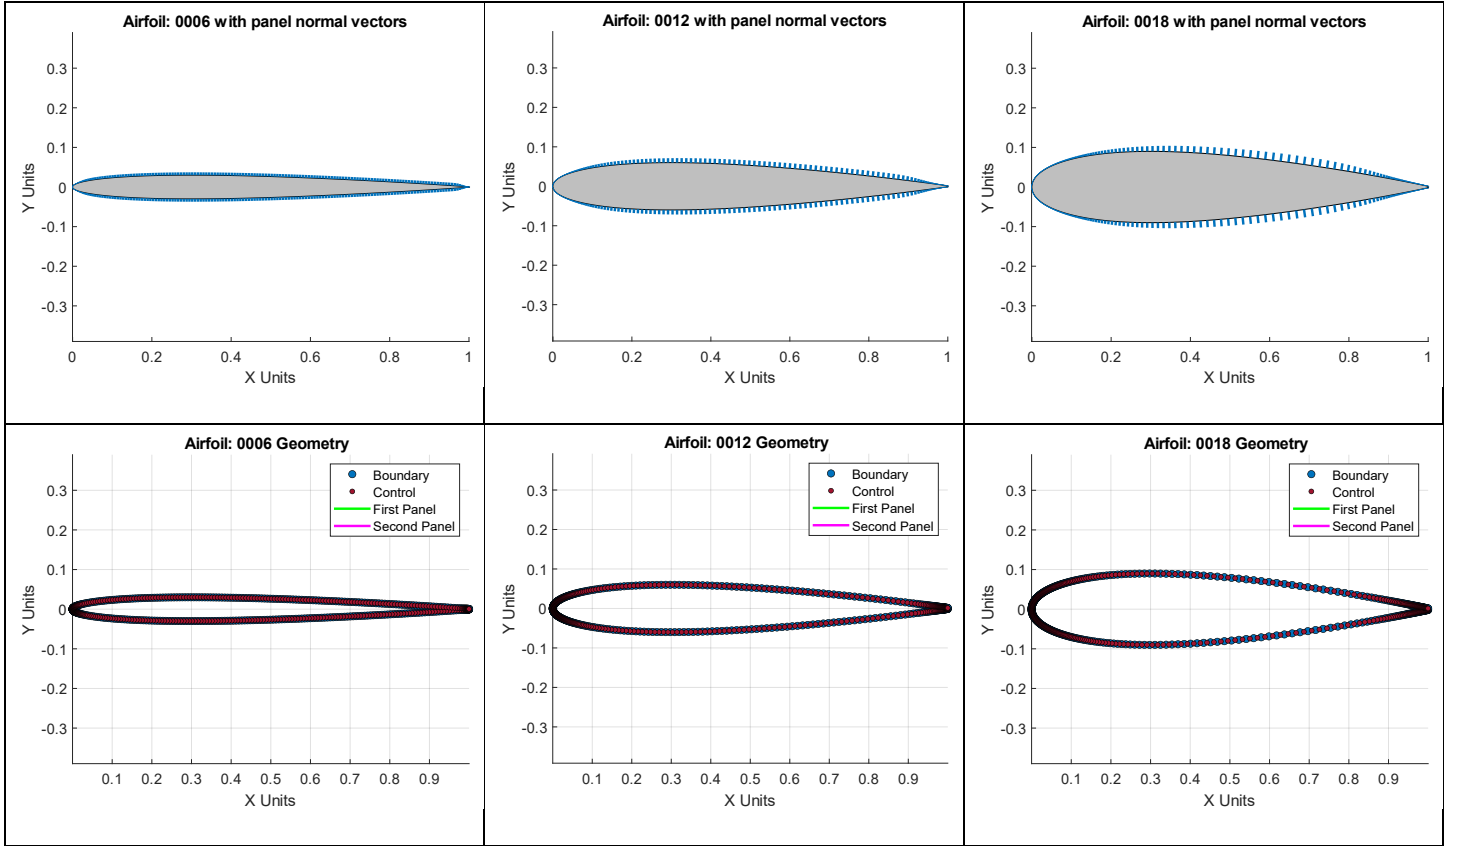 Airfoil: 0006 with panel normal vectors
0.3
0.2
0.1
0
-0.1
-0.2
-0.3
Y Units
0 0.2 0.4 0.6 0.8 1
X Units
Airfoil: 0012 with panel normal vectors
0.3
0.2
0.1
0
-0.1
-0.2
-0.3
Y Units
0 0.2 0.4 0.6 0.8 1
X Units
Airfoil: 0018 with panel normal vectors
0.3
0.2
0.1
0
-0.1
-0.2
-0.3
Y Units
0 0.2 0.4 0.6 0.8 1
X Units
Airfoil: 0006 Geometry
Boundary
Control
First Panel
Second Panel
0.3
0.2
0.1
0
-0.1
-0.2
-0.3
Y Units
0.1 0.2 0.3 0.4 0.5 0.6 0.7 0.8 0.9
X Units
Airfoil: 0012 Geometry
Boundary
Control
First Panel
Second Panel
0.3
0.2
0.1
0
-0.1
-0.2
-0.3
Y Units
0.1 0.2 0.3 0.4 0.5 0.6 0.7 0.8 0.9
X Units
Airfoil: 0018 Geometry
Boundary
Control
First Panel
Second Panel
0.3
0.2
0.1
0
-0.1
-0.2
-0.3
Y Units
0.1 0.2 0.3 0.4 0.5 0.6 0.7 0.8 0.9
X Units